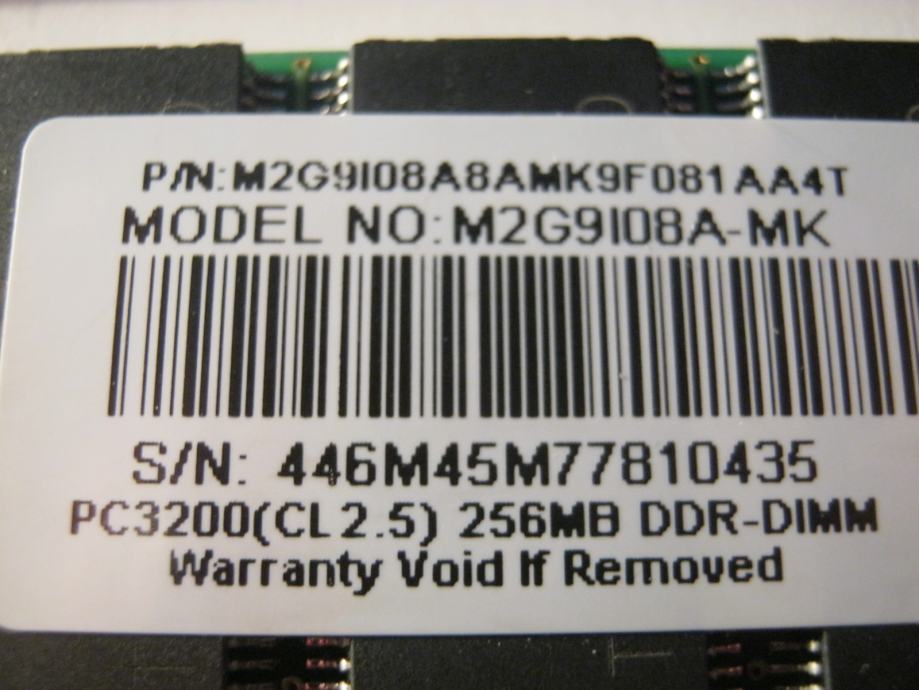 P/N:M2G9I08A8AMK9F081AA4T
MODEL NO:M2G9I08A-MK
S/N: 446M45M77810435
PC3200(CL2.5) 256MB DDR-DIMM
Warranty Void If Removed